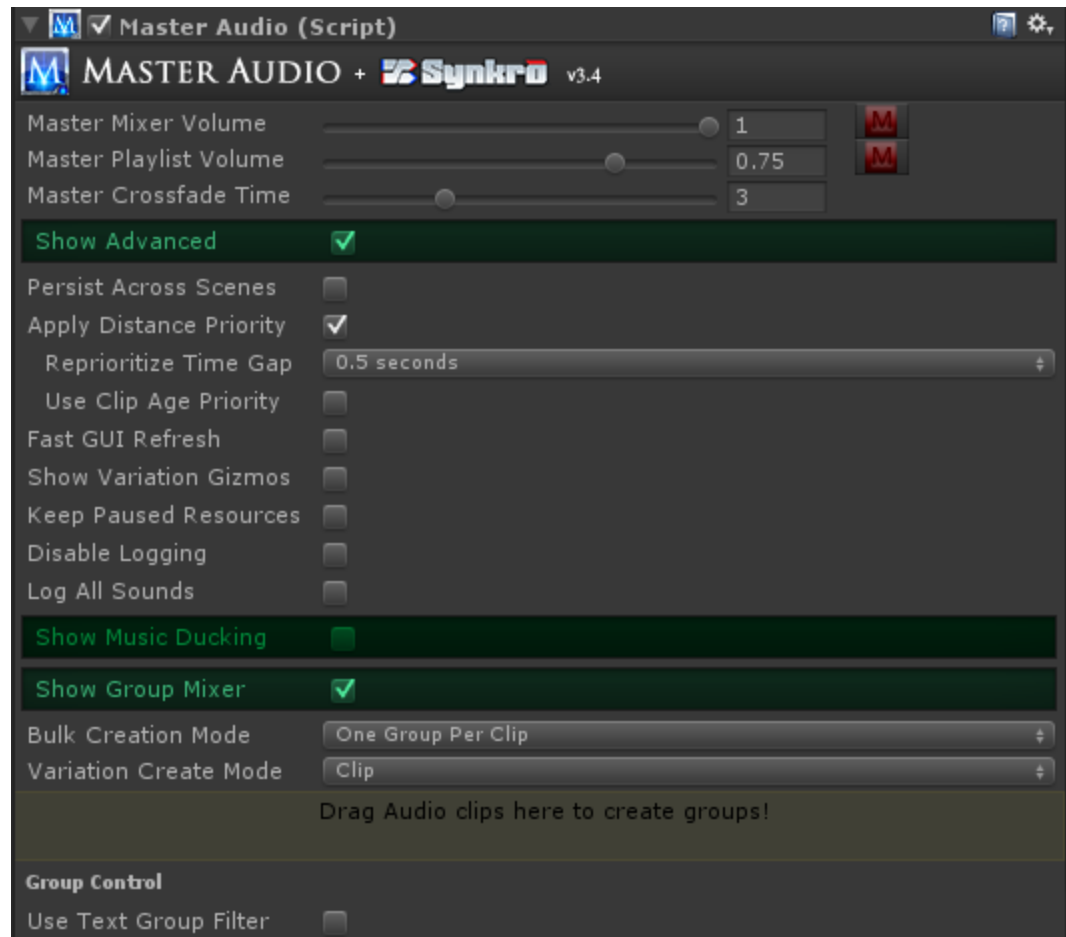 Master Audio (Script)
M MASTER AUDIO + Synkro v3.4
Master Mixer Volume 1 M
Master Playlist Volume 0.75 M
Master Crossfade Time 3
Show Advanced
Persist Across Scenes
Apply Distance Priority
Reprioritize Time Gap 0.5 seconds
Use Clip Age Priority
Fast GUI Refresh
Show Variation Gizmos
Keep Paused Resources
Disable Logging
Log All Sounds
Show Music Ducking
Show Group Mixer
Bulk Creation Mode One Group Per Clip
Variation Create Mode Clip
Drag Audio clips here to create groups!
Group Control
Use Text Group Filter